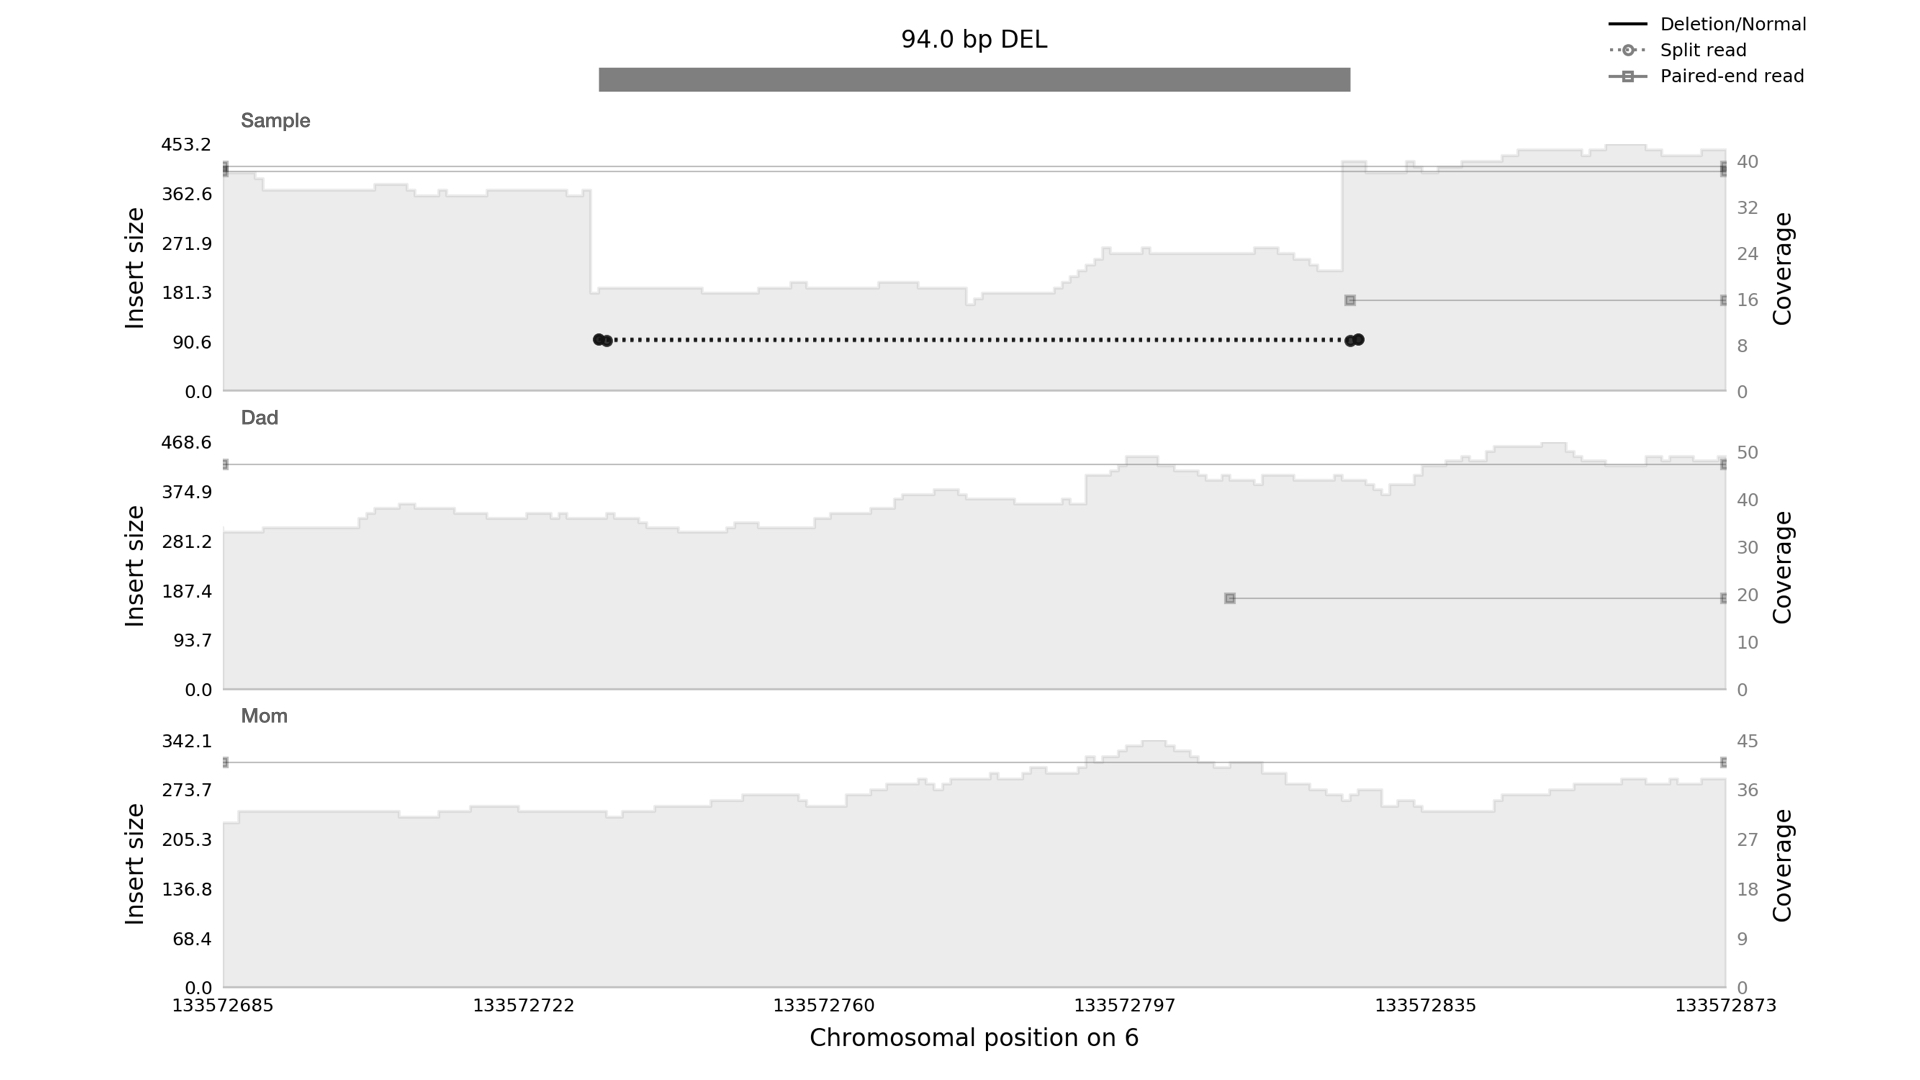 94.0 bp DEL
Deletion/Normal
Split read
Paired-end read
Sample
453.2
362.6
271.9
181.3
90.6
0.0
Insert size
40
32
24
16
8
0
Coverage
Dad
468.6
374.9
281.2
187.4
93.7
0.0
Insert size
50
40
30
20
10
0
Coverage
Mom
342.1
273.7
205.3
136.8
68.4
0.0
Insert size
45
36
27
18
9
0
Coverage
133572685 133572722 133572760 133572797 133572835 133572873
Chromosomal position on 6